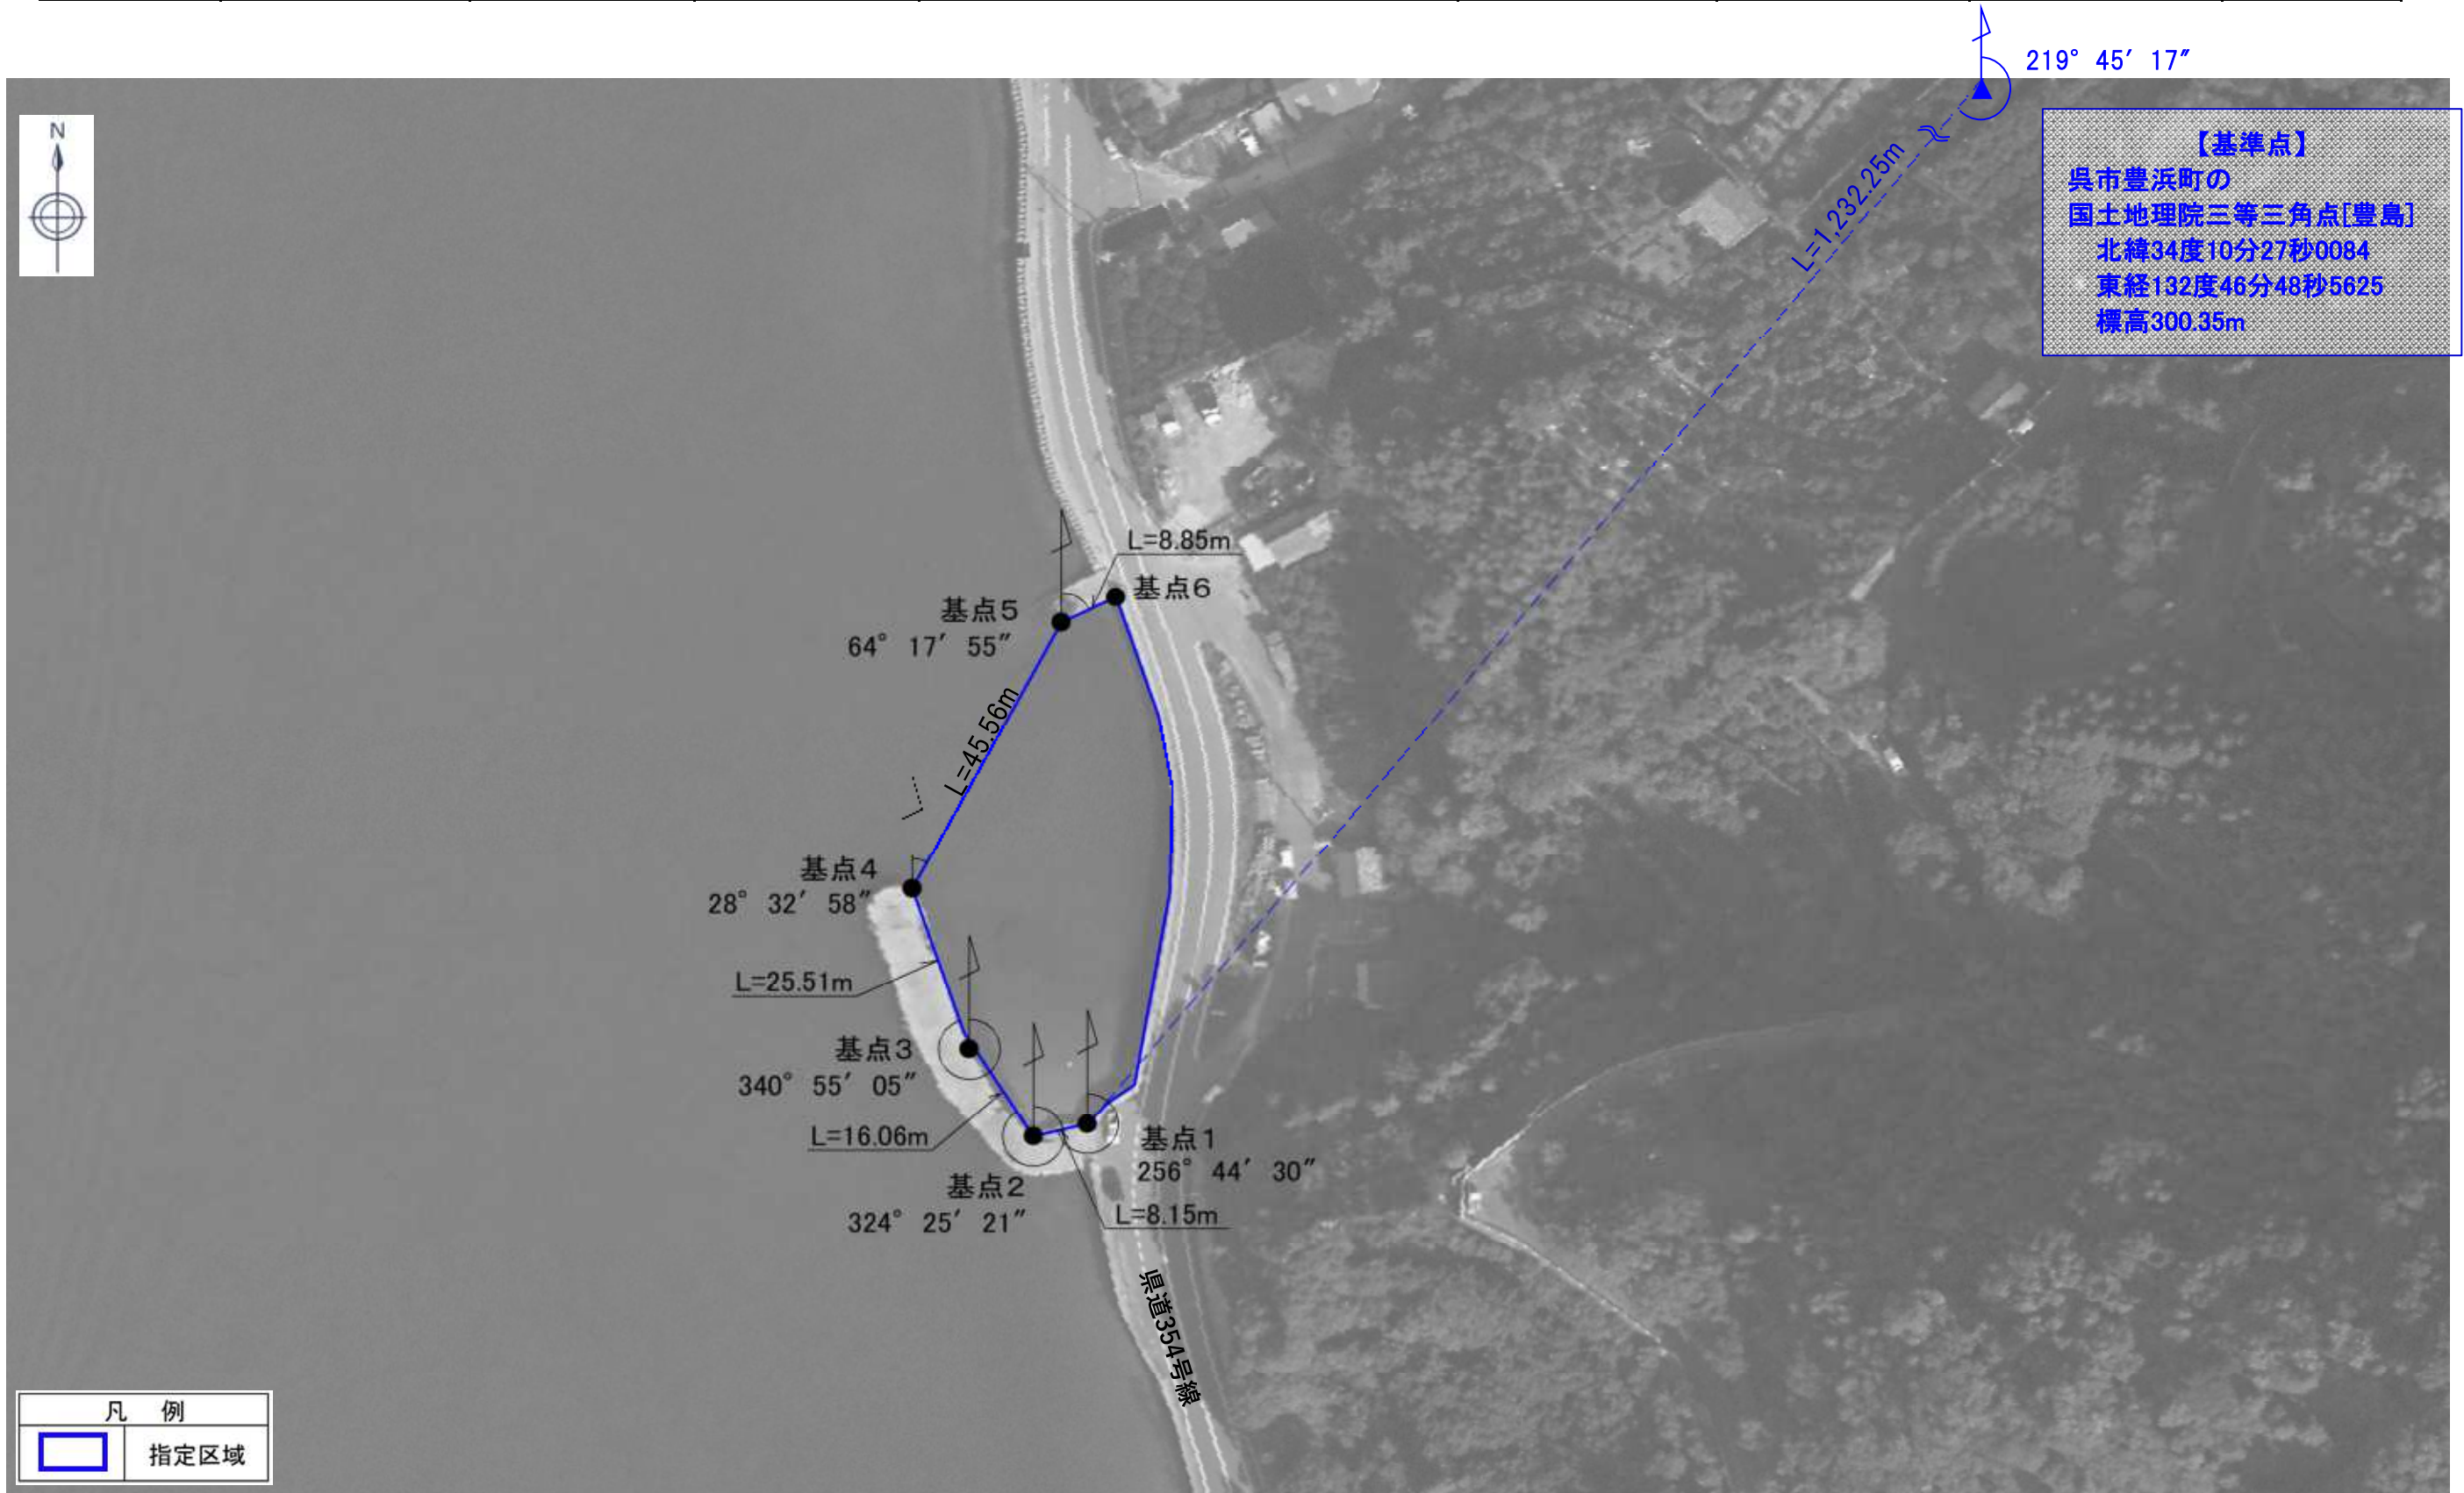 219° 45′ 17″
N
【基準点】
呉市豊浜町の
国土地理院三等三角点[豊島]
北緯34度10分27秒0084
東経132度46分48秒5625
標高300.35m
L=1,232.25m
L=8.85m
基点6
基点5
64° 17′ 55″
L=45.56m
基点4
28° 32′ 58″
L=25.51m
基点3
340° 55′ 05″
L=16.06m
基点1
256° 44′ 30″
基点2
324° 25′ 21″
L=8.15m
県道354号線
凡 例
指定区域